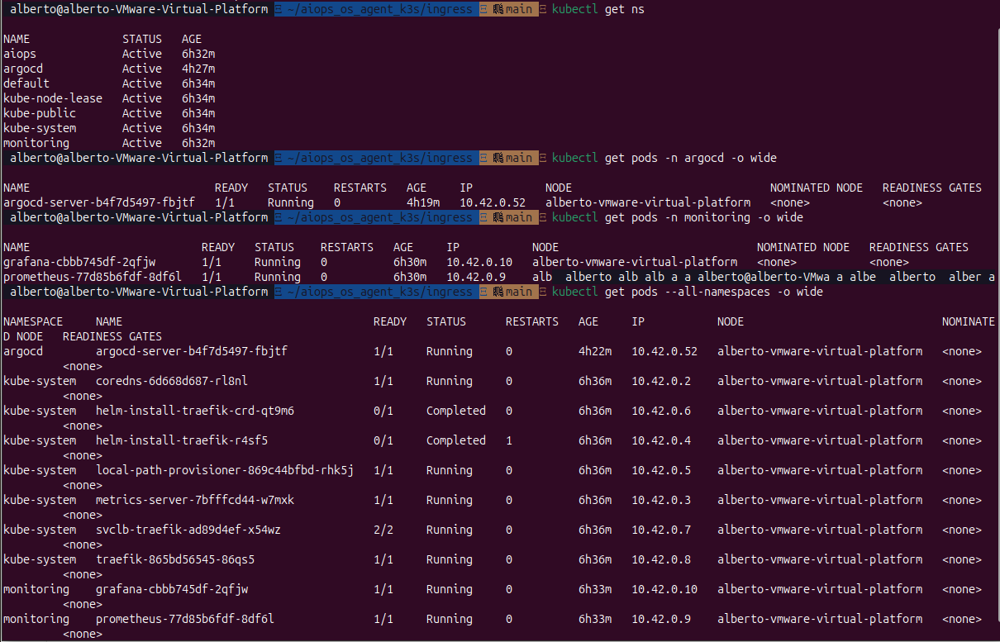 alberto@alberto-VMware-Virtual-Platform ~/aiops_os_agent_k3s/ingress main kubectl get ns
NAME STATUS AGE
aiops Active 6h32m
argocd Active 4h27m
default Active 6h34m
kube-node-lease Active 6h34m
kube-public Active 6h34m
kube-system Active 6h34m
monitoring Active 6h32m
alberto@alberto-VMware-Virtual-Platform ~/aiops_os_agent_k3s/ingress main kubectl get pods -n argocd -o wide
NAME READY STATUS RESTARTS AGE IP NODE NOMINATED NODE READINESS GATES
argocd-server-b4f7d5497-fbjtf 1/1 Running 0 4h19m 10.42.0.52 alberto-vmware-virtual-platform <none> <none>
alberto@alberto-VMware-Virtual-Platform ~/aiops_os_agent_k3s/ingress main kubectl get pods -n monitoring -o wide
NAME READY STATUS RESTARTS AGE IP NODE NOMINATED NODE READINESS GATES
grafana-cbbb745df-2qfjw 1/1 Running 0 6h30m 10.42.0.10 alberto-vmware-virtual-platform <none> <none>
prometheus-77d85b6fdf-8df6l 1/1 Running 0 6h30m 10.42.0.9 alb alberto alb alb a a alberto@alberto-VMwa a albe alberto alber a
alberto@alberto-VMware-Virtual-Platform ~/aiops_os_agent_k3s/ingress main kubectl get pods --all-namespaces -o wide
NAMESPACE NAME READY STATUS RESTARTS AGE IP NODE NOMINATE
D NODE READINESS GATES
argocd argocd-server-b4f7d5497-fbjtf 1/1 Running 0 4h22m 10.42.0.52 alberto-vmware-virtual-platform <none>
<none>
kube-system coredns-6d668d687-rl8nl 1/1 Running 0 6h36m 10.42.0.2 alberto-vmware-virtual-platform <none>
<none>
kube-system helm-install-traefik-crd-qt9m6 0/1 Completed 0 6h36m 10.42.0.6 alberto-vmware-virtual-platform <none>
<none>
kube-system helm-install-traefik-r4sf5 0/1 Completed 1 6h36m 10.42.0.4 alberto-vmware-virtual-platform <none>
<none>
kube-system local-path-provisioner-869c44bfbd-rhk5j 1/1 Running 0 6h36m 10.42.0.5 alberto-vmware-virtual-platform <none>
<none>
kube-system metrics-server-7bfffcd44-w7mxk 1/1 Running 0 6h36m 10.42.0.3 alberto-vmware-virtual-platform <none>
<none>
kube-system svclb-traefik-ad89d4ef-x54wz 2/2 Running 0 6h36m 10.42.0.7 alberto-vmware-virtual-platform <none>
<none>
kube-system traefik-865bd56545-86qs5 1/1 Running 0 6h36m 10.42.0.8 alberto-vmware-virtual-platform <none>
<none>
monitoring grafana-cbbb745df-2qfjw 1/1 Running 0 6h33m 10.42.0.10 alberto-vmware-virtual-platform <none>
<none>
monitoring prometheus-77d85b6fdf-8df6l 1/1 Running 0 6h33m 10.42.0.9 alberto-vmware-virtual-platform <none>
<none>